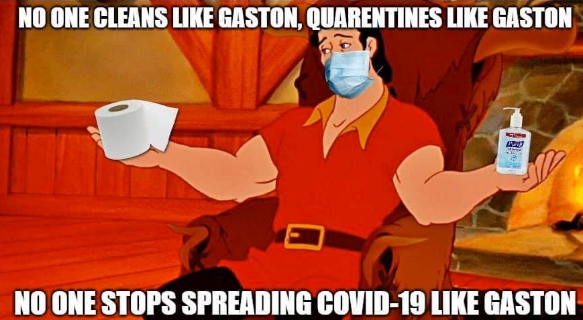 NO ONE CLEANS LIKE GASTON, QUARENTINES LIKE GASTON
NO ONE STOPS SPREADING COVID-19 LIKE GASTON